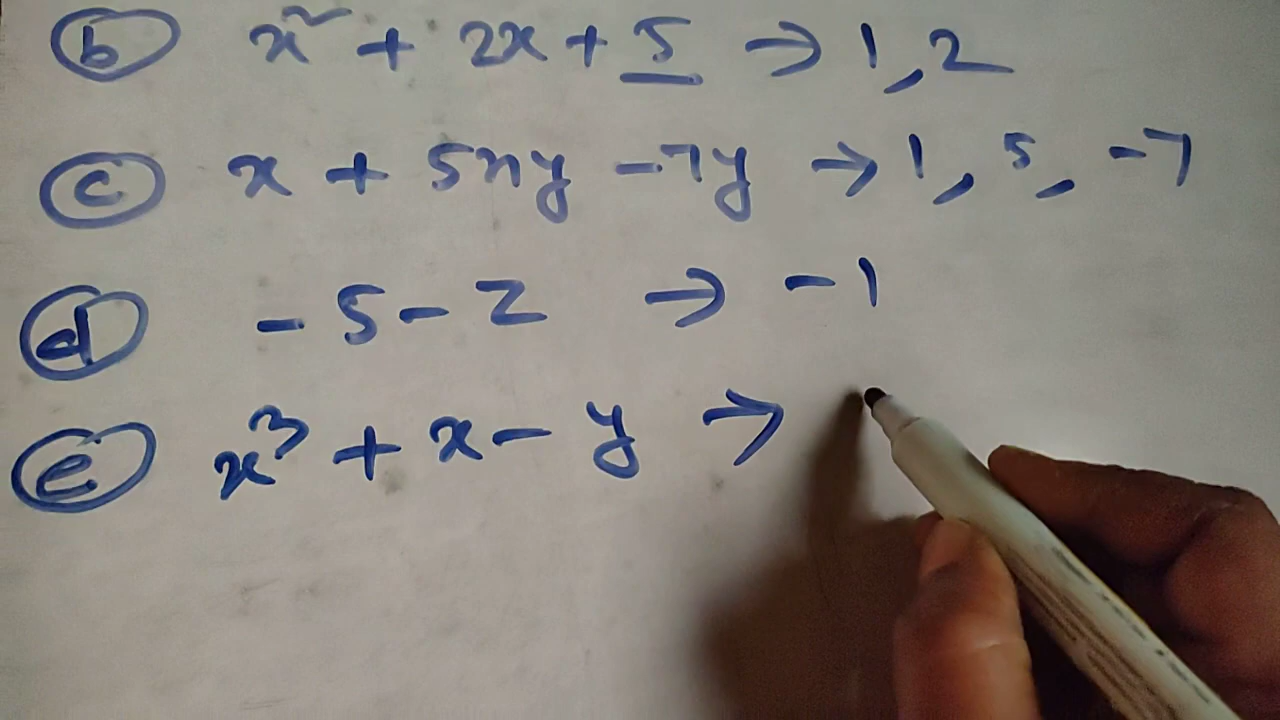 b x² + 2x + 5 → 1, 2
c x + 5xy - 7y → 1, 5, -7
d - 5 - z → - 1
e x³ + x - y →